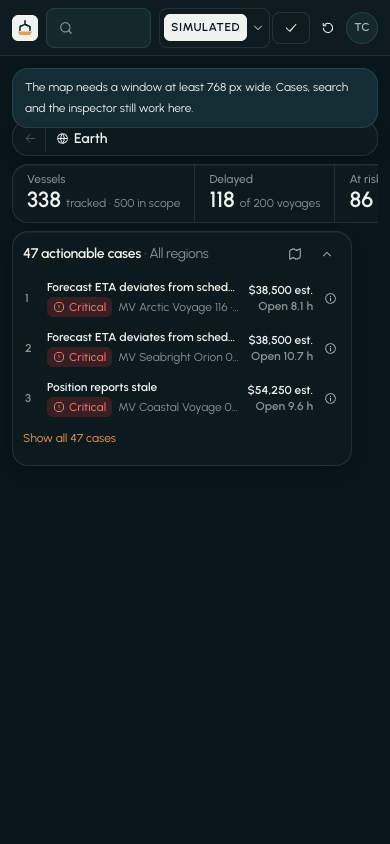 SIMULATED
TC
The map needs a window at least 768 px wide. Cases, search
and the inspector still work here.
Earth
Vessels
338 tracked · 500 in scope
Delayed
118 of 200 voyages
At risk
86
47 actionable cases · All regions
1
Forecast ETA deviates from sched...
Critical MV Arctic Voyage 116 ·...
$38,500 est.
Open 8.1 h
2
Forecast ETA deviates from sched...
Critical MV Seabright Orion 0...
$38,500 est.
Open 10.7 h
3
Position reports stale
Critical MV Coastal Voyage 0...
$54,250 est.
Open 9.6 h
Show all 47 cases